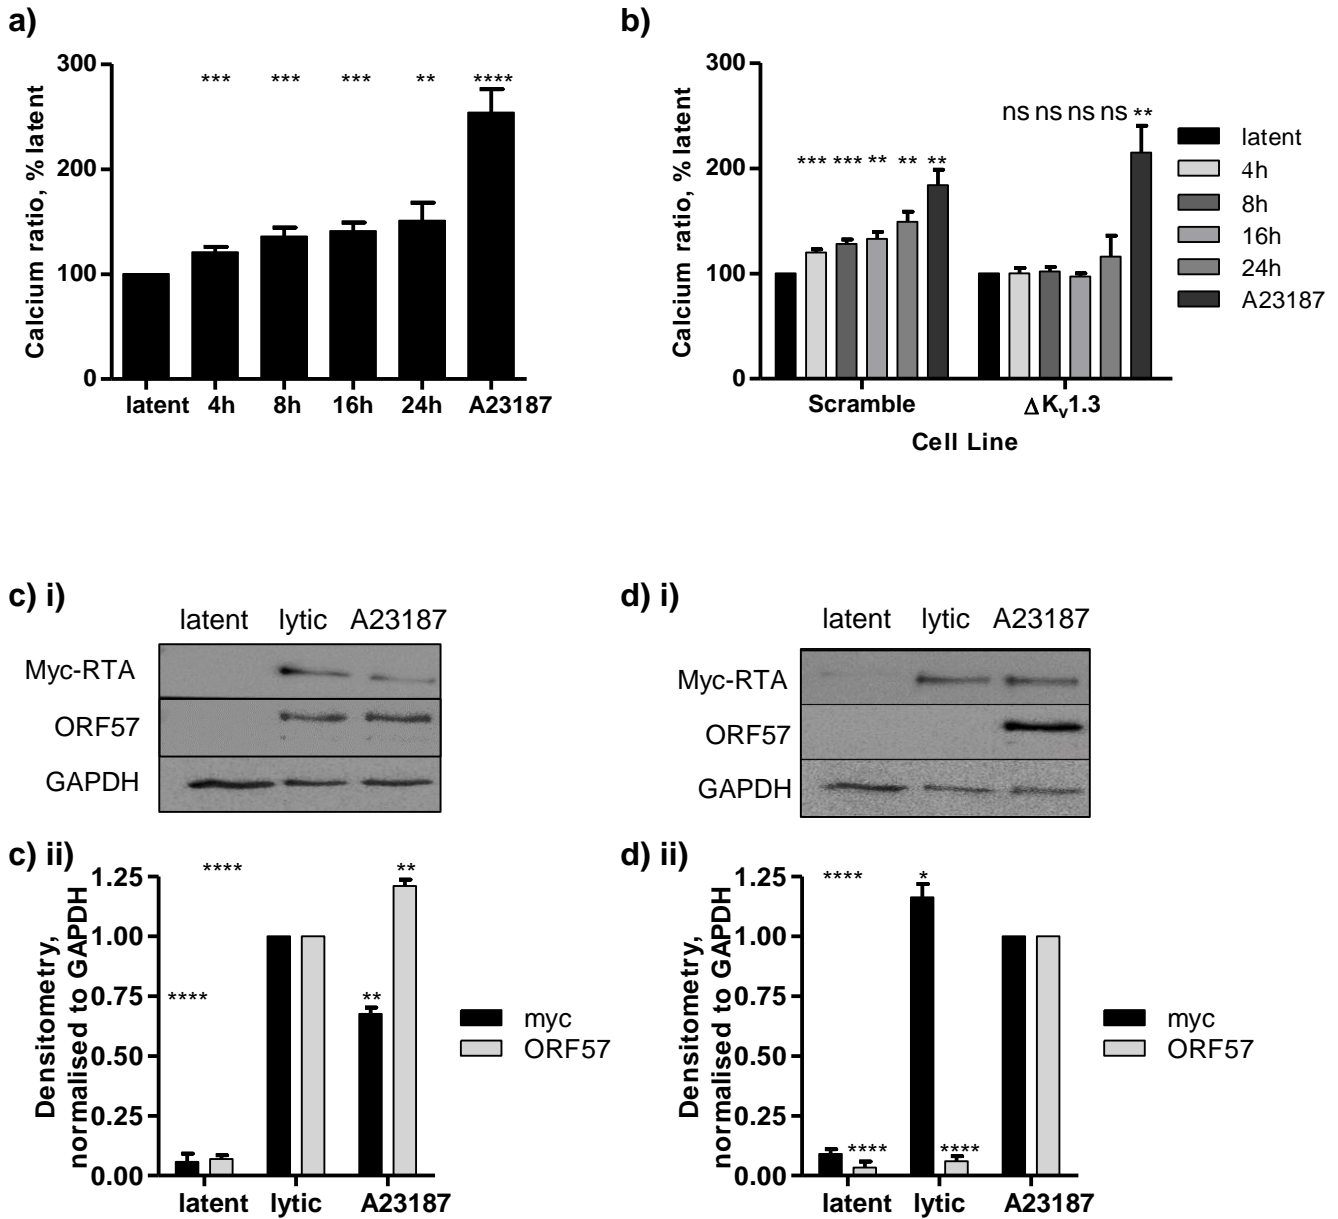 a)
Calcium ratio, % latent
300
200
100
0
*** *** *** ** ****
latent 4h 8h 16h 24h A23187
b)
Calcium ratio, % latent
300
200
100
0
*** *** ** ** **
ns ns ns ns **
Scramble ΔKv1.3
Cell Line
latent
4h
8h
16h
24h
A23187
c) i)
latent lytic A23187
Myc-RTA
ORF57
GAPDH
d) i)
latent lytic A23187
Myc-RTA
ORF57
GAPDH
c) ii)
Densitometry,
normalised to GAPDH
1.25
1.00
0.75
0.50
0.25
0.00
**** **
**** **
latent lytic A23187
myc
ORF57
d) ii)
Densitometry,
normalised to GAPDH
1.25
1.00
0.75
0.50
0.25
0.00
**** *
**** ****
latent lytic A23187
myc
ORF57